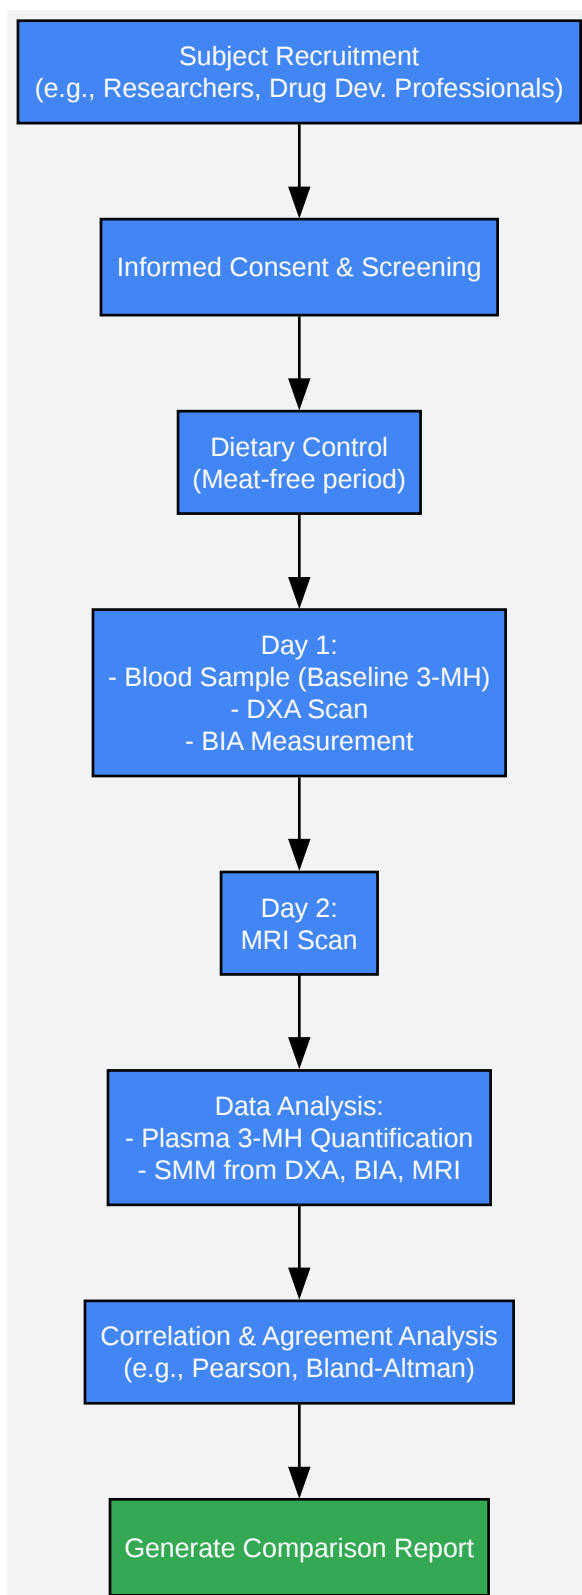 Subject Recruitment
(e.g., Researchers, Drug Dev. Professionals)
Informed Consent & Screening
Dietary Control
(Meat-free period)
Day 1:
- Blood Sample (Baseline 3-MH)
- DXA Scan
- BIA Measurement
Day 2:
MRI Scan
Data Analysis:
- Plasma 3-MH Quantification
- SMM from DXA, BIA, MRI
Correlation & Agreement Analysis
(e.g., Pearson, Bland-Altman)
Generate Comparison Report